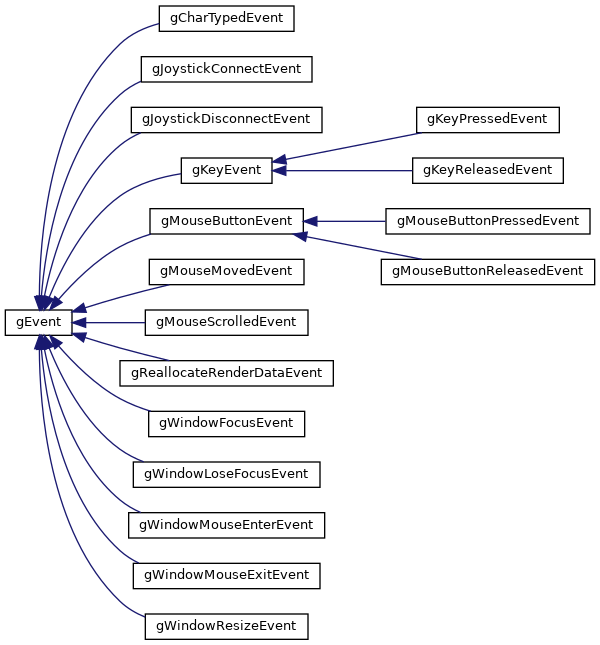 gCharTypedEvent
gJoystickConnectEvent
gJoystickDisconnectEvent
gKeyPressedEvent
gKeyEvent
gKeyReleasedEvent
gMouseButtonEvent
gMouseButtonPressedEvent
gMouseMovedEvent
gMouseButtonReleasedEvent
gEvent
gMouseScrolledEvent
gReallocateRenderDataEvent
gWindowFocusEvent
gWindowLoseFocusEvent
gWindowMouseEnterEvent
gWindowMouseExitEvent
gWindowResizeEvent